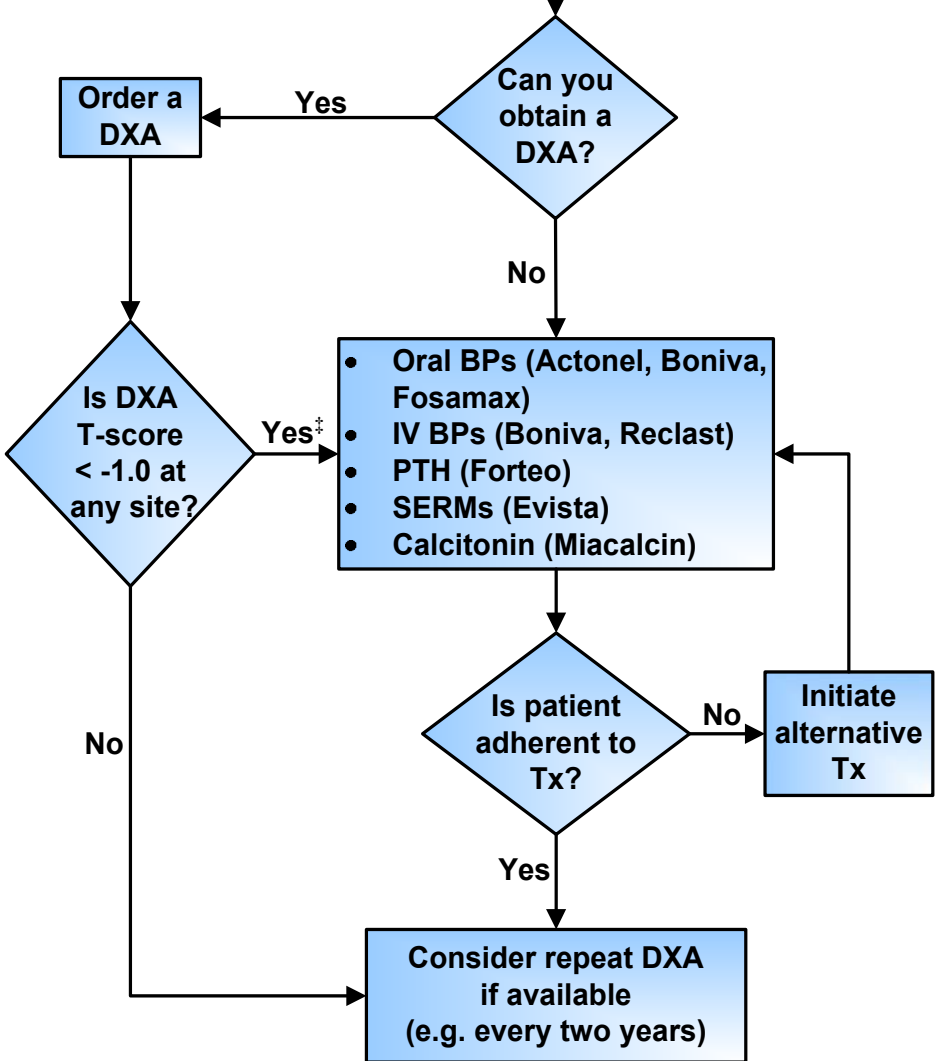 Can you
obtain a
DXA?
Yes
Order a
DXA
No
Is DXA
T-score
< -1.0 at
any site?
Yes‡
• Oral BPs (Actonel, Boniva,
Fosamax)
• IV BPs (Boniva, Reclast)
• PTH (Forteo)
• SERMs (Evista)
• Calcitonin (Miacalcin)
No
Is patient
adherent to
Tx?
No
Initiate
alternative
Tx
Yes
Consider repeat DXA
if available
(e.g. every two years)